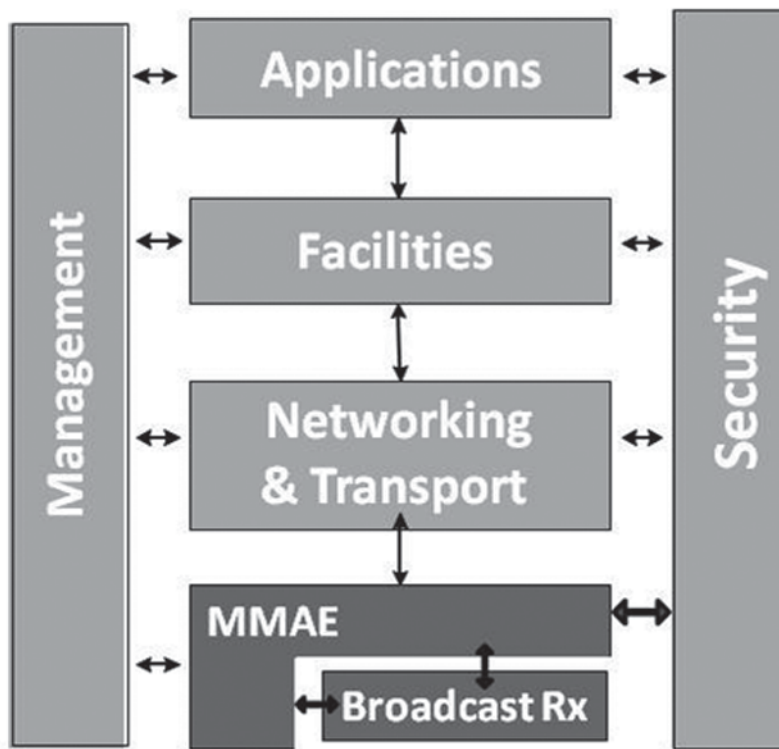 Applications
Facilities
Networking
& Transport
MMAE
Broadcast Rx
Management
Security